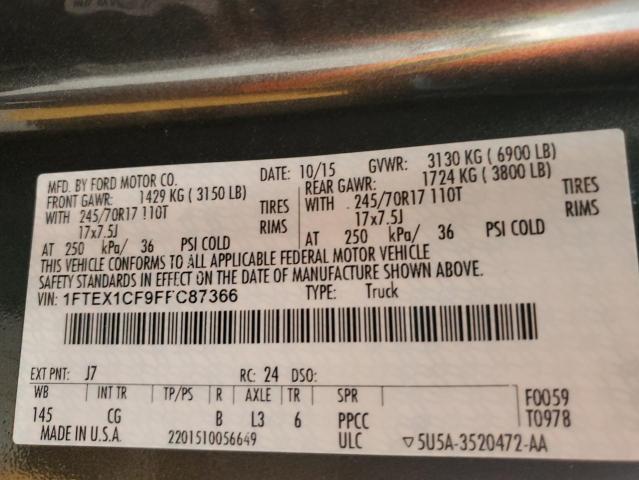 MFD. BY FORD MOTOR CO. DATE: 10/15 GVWR: 3130 KG ( 6900 LB)
FRONT GAWR: 1429 KG ( 3150 LB) REAR GAWR: 1724 KG ( 3800 LB)
WITH 245/70R17 110T TIRES WITH 245/70R17 110T TIRES
17x7.5J RIMS 17x7.5J RIMS
AT 250 kPa/ 36 PSI COLD AT 250 kPa/ 36 PSI COLD
THIS VEHICLE CONFORMS TO ALL APPLICABLE FEDERAL MOTOR VEHICLE
SAFETY STANDARDS IN EFFECT ON THE DATE OF MANUFACTURE SHOWN ABOVE.
VIN: 1FTEX1CF9FFC87366 TYPE: Truck
EXT PNT: J7 RC: 24 DSO:
WB INT TR TP/PS R AXLE TR SPR F0059
145 CG B L3 6 PPCC T0978
MADE IN U.S.A. 2201510056649 ULC ▽5U5A-3520472-AA